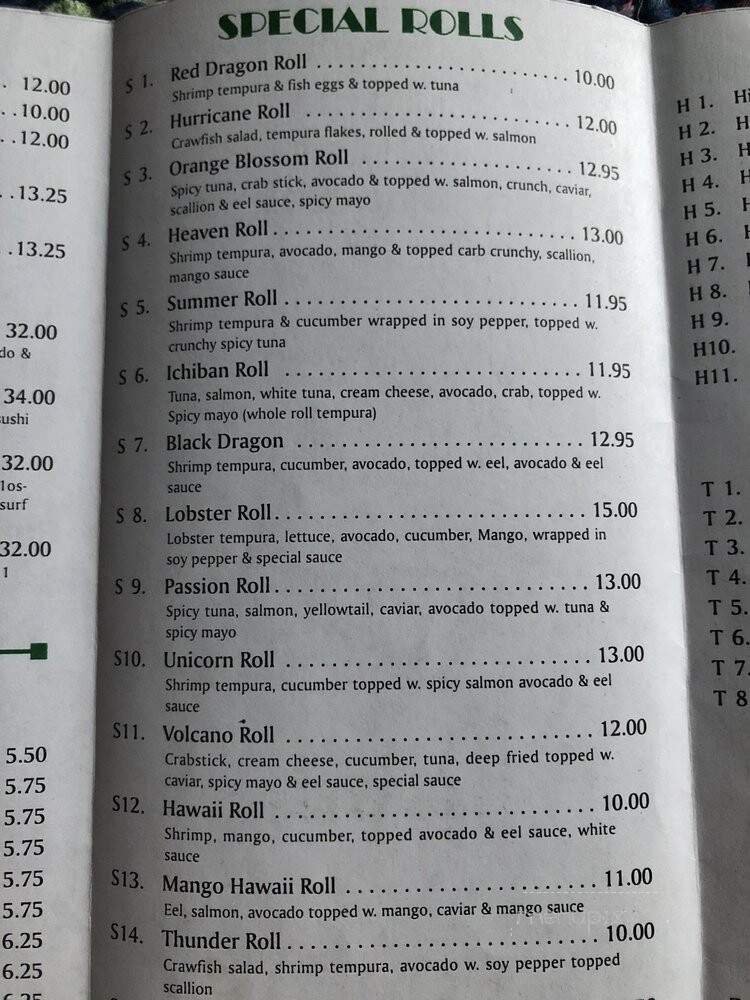 12.00
. . 10.00
. . 12.00
. . 13.25
. 13.25
32.00
do &
34.00
sushi
32.00
surf
32.00
1
5.50
5.75
5.75
5.75
5.75
5.75
6.25
6.25
SPECIAL ROLLS
S 1. Red Dragon Roll . . . . . . . . . . . . . . . . . . . . . . . . 10.00
Shrimp tempura & fish eggs & topped w. tuna
S 2. Hurricane Roll . . . . . . . . . . . . . . . . . . . . . . . . . 12.00
Crawfish salad, tempura flakes, rolled & topped w. salmon
S 3. Orange Blossom Roll . . . . . . . . . . . . . . . . . . . . 12.95
Spicy tuna, crab stick, avocado & topped w. salmon, crunch, caviar,
scallion & eel sauce, spicy mayo
S 4. Heaven Roll . . . . . . . . . . . . . . . . . . . . . . . . . . . . 13.00
Shrimp tempura, avocado, mango & topped carb crunchy, scallion,
mango sauce
S 5. Summer Roll . . . . . . . . . . . . . . . . . . . . . . . . . . . 11.95
Shrimp tempura & cucumber wrapped in soy pepper, topped w.
crunchy spicy tuna
S 6. Ichiban Roll . . . . . . . . . . . . . . . . . . . . . . . . . . . 11.95
Tuna, salmon, white tuna, cream cheese, avocado, crab, topped w.
Spicy mayo (whole roll tempura)
S 7. Black Dragon . . . . . . . . . . . . . . . . . . . . . . . . . . 12.95
Shrimp tempura, cucumber, avocado, topped w. eel, avocado & eel
sauce
S 8. Lobster Roll . . . . . . . . . . . . . . . . . . . . . . . . . . . . 15.00
Lobster tempura, lettuce, avocado, cucumber, Mango, wrapped in
soy pepper & special sauce
S 9. Passion Roll . . . . . . . . . . . . . . . . . . . . . . . . . . . . 13.00
Spicy tuna, salmon, yellowtail, caviar, avocado topped w. tuna &
spicy mayo
S10. Unicorn Roll . . . . . . . . . . . . . . . . . . . . . . . . . . . 13.00
Shrimp tempura, cucumber topped w. spicy salmon avocado & eel
sauce
S11. Volcano Roll . . . . . . . . . . . . . . . . . . . . . . . . . . . 12.00
Crabstick, cream cheese, cucumber, tuna, deep fried topped w.
caviar, spicy mayo & eel sauce, special sauce
S12. Hawaii Roll . . . . . . . . . . . . . . . . . . . . . . . . . . . . 10.00
Shrimp, mango, cucumber, topped avocado & eel sauce, white
sauce
S13. Mango Hawaii Roll . . . . . . . . . . . . . . . . . . . . . . 11.00
Eel, salmon, avocado topped w. mango, caviar & mango sauce
S14. Thunder Roll . . . . . . . . . . . . . . . . . . . . . . . . . . . 10.00
Crawfish salad, shrimp tempura, avocado w. soy pepper topped
scallion
H 1.
H 2.
H 3.
H 4.
H 5.
H 6.
H 7.
H 8.
H 9.
H10.
H11.
T 1.
T 2.
T 3.
T 4.
T 5.
T 6.
T 7.
T 8